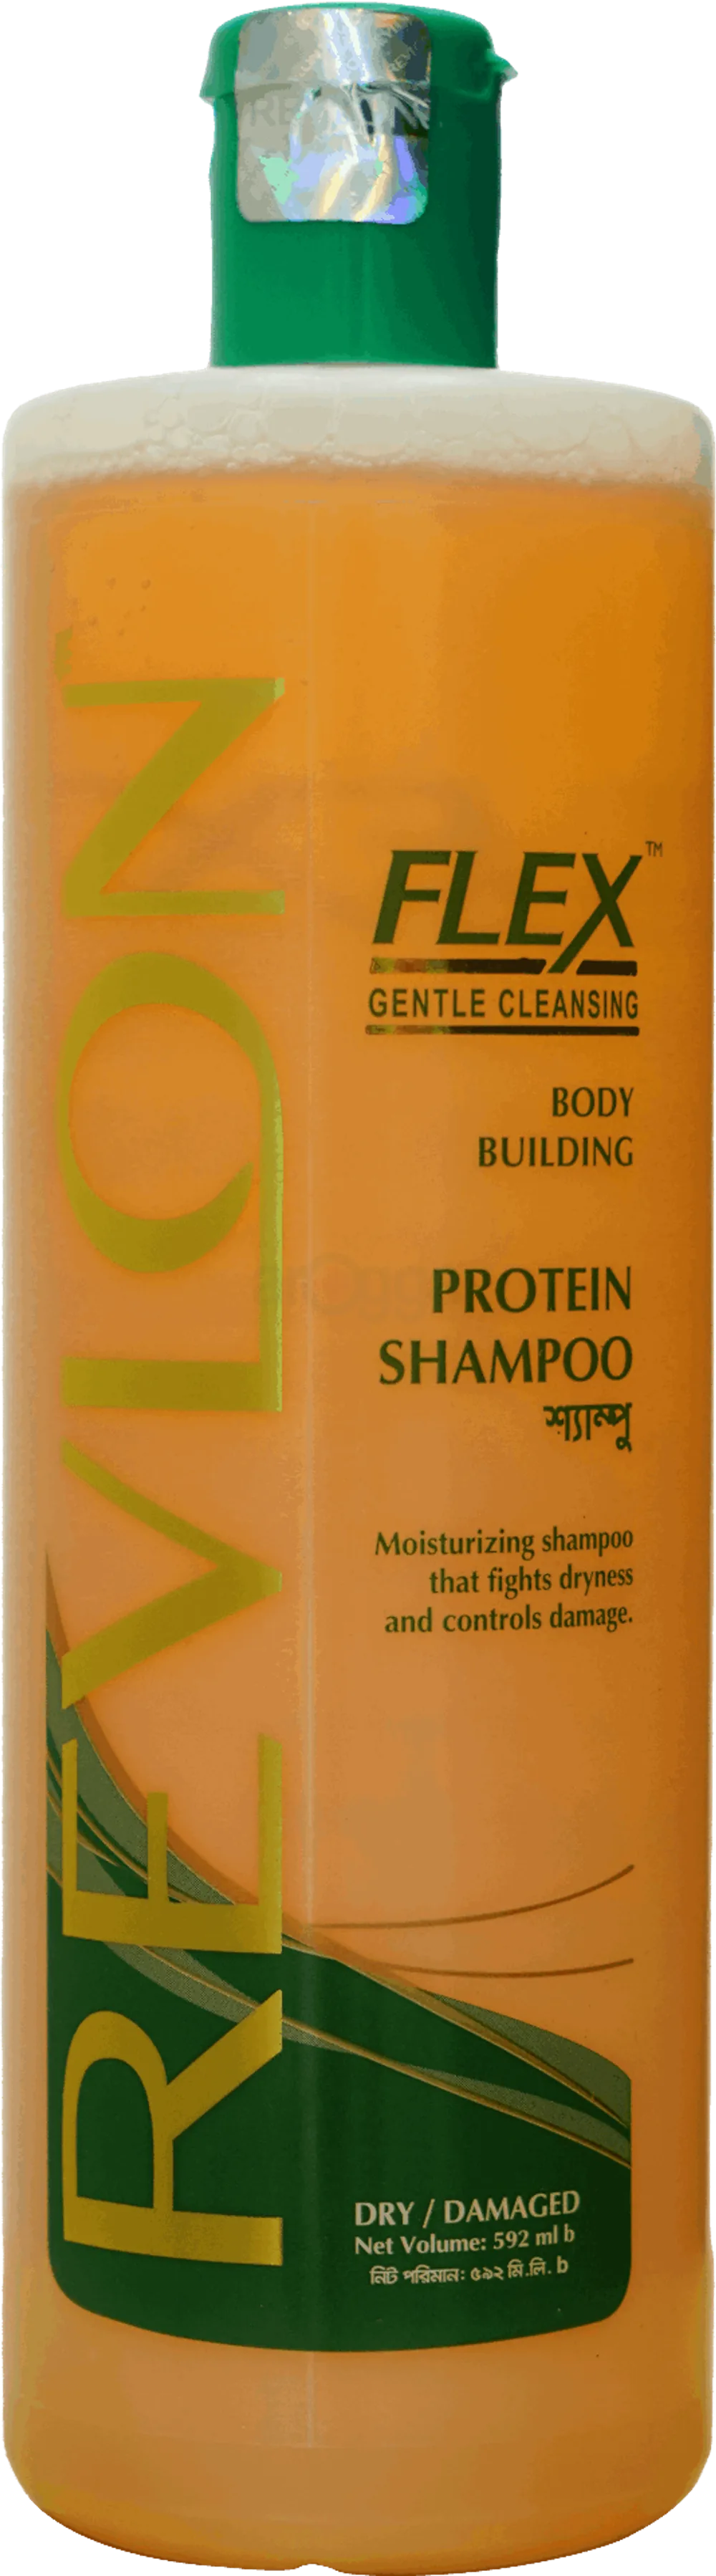 REVLON
FLEX™
GENTLE CLEANSING
BODY
BUILDING
PROTEIN
SHAMPOO
শ্যাম্পু
Moisturizing shampoo
that fights dryness
and controls damage.
DRY / DAMAGED
Net Volume: 592 ml b
নিট পরিমান: ৫৯২ মি.লি. b